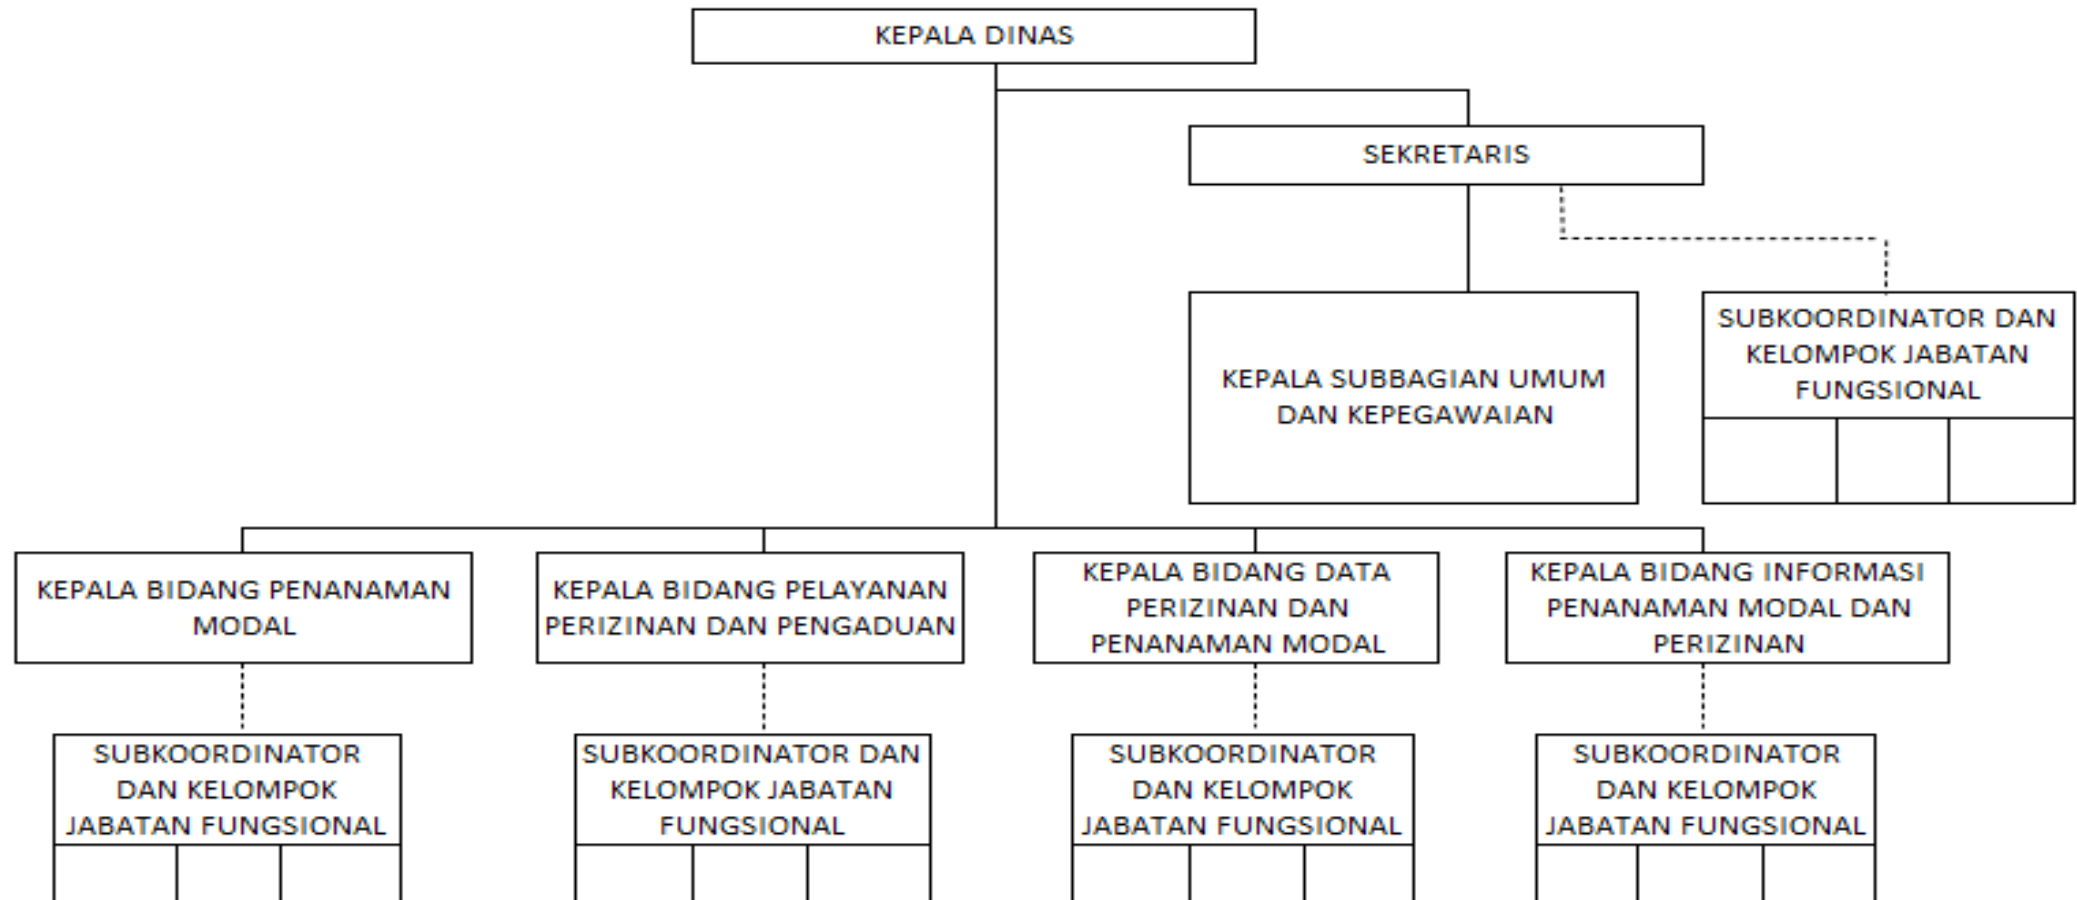 KEPALA DINAS
SEKRETARIS
KEPALA SUBBAGIAN UMUM
DAN KEPEGAWAIAN
SUBKOORDINATOR DAN
KELOMPOK JABATAN
FUNGSIONAL
KEPALA BIDANG PENANAMAN
MODAL
KEPALA BIDANG PELAYANAN
PERIZINAN DAN PENGADUAN
KEPALA BIDANG DATA
PERIZINAN DAN
PENANAMAN MODAL
KEPALA BIDANG INFORMASI
PENANAMAN MODAL DAN
PERIZINAN
SUBKOORDINATOR
DAN KELOMPOK
JABATAN FUNGSIONAL
SUBKOORDINATOR DAN
KELOMPOK JABATAN
FUNGSIONAL
SUBKOORDINATOR
DAN KELOMPOK
JABATAN FUNGSIONAL
SUBKOORDINATOR
DAN KELOMPOK
JABATAN FUNGSIONAL